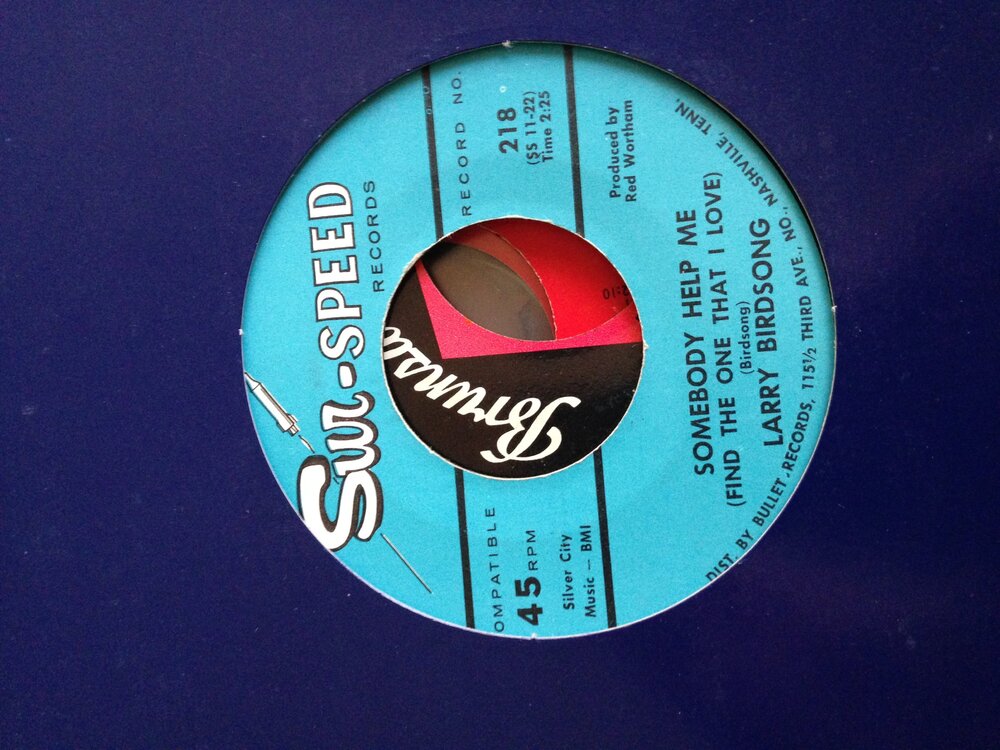 Sur-SPEED
RECORDS
OMPATIBLE
RECORD NO.
45 RPM
218
(SS 11-22)
Time 2:25
Silver City
Music — BMI
Produced by
Red Wortham
SOMEBODY HELP ME
(FIND THE ONE THAT I LOVE)
(Birdsong)
LARRY BIRDSONG
DIST. BY BULLET RECORDS, 115½ THIRD AVE., NO., NASHVILLE, TENN.